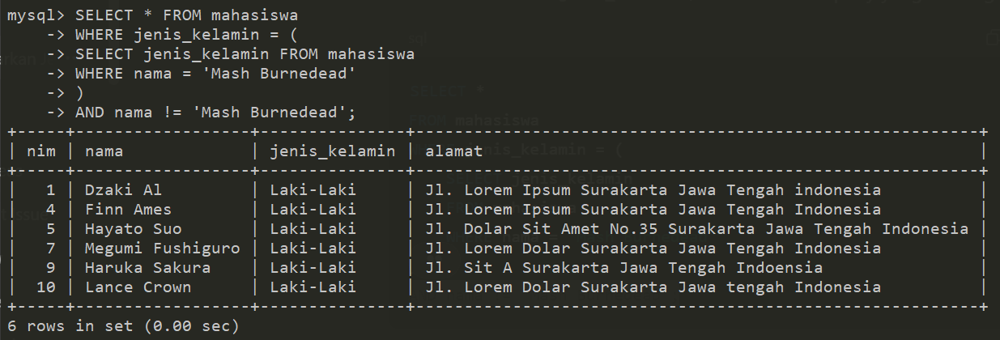 mysql> SELECT * FROM mahasiswa
    -> WHERE jenis_kelamin = (
    -> SELECT jenis_kelamin FROM mahasiswa
    -> WHERE nama = 'Mash Burnedead'
    -> )
    -> AND nama != 'Mash Burnedead';
+-----+------------------+---------------+----------------------------------------------------------+
| nim | nama             | jenis_kelamin | alamat                                                   |
+-----+------------------+---------------+----------------------------------------------------------+
|   1 | Dzaki Al         | Laki-Laki     | Jl. Lorem Ipsum Surakarta Jawa Tengah indonesia          |
|   4 | Finn Ames        | Laki-Laki     | Jl. Lorem Ipsum Surakarta Jawa Tengah Indonesia          |
|   5 | Hayato Suo       | Laki-Laki     | Jl. Dolar Sit Amet No.35 Surakarta Jawa Tengah Indonesia |
|   7 | Megumi Fushiguro | Laki-Laki     | Jl. Lorem Dolar Surakarta Jawa Tengah Indonesia          |
|   9 | Haruka Sakura    | Laki-Laki     | Jl. Sit A Surakarta Jawa Tengah Indoensia                |
|  10 | Lance Crown      | Laki-Laki     | Jl. Lorem Dolar Surakarta Jawa tengah Indonesia          |
+-----+------------------+---------------+----------------------------------------------------------+
6 rows in set (0.00 sec)